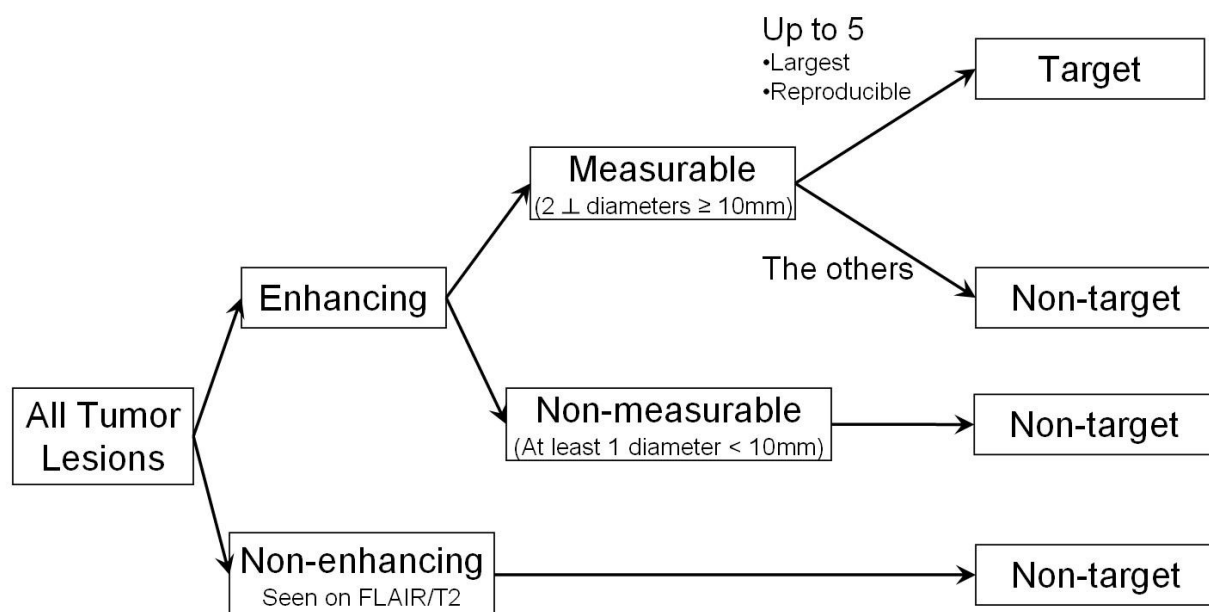 Up to 5
•Largest
•Reproducible
Target
Measurable
(2 ⊥ diameters ≥ 10mm)
The others
Enhancing
Non-target
All Tumor
Lesions
Non-measurable
(At least 1 diameter < 10mm)
Non-target
Non-enhancing
Seen on FLAIR/T2
Non-target